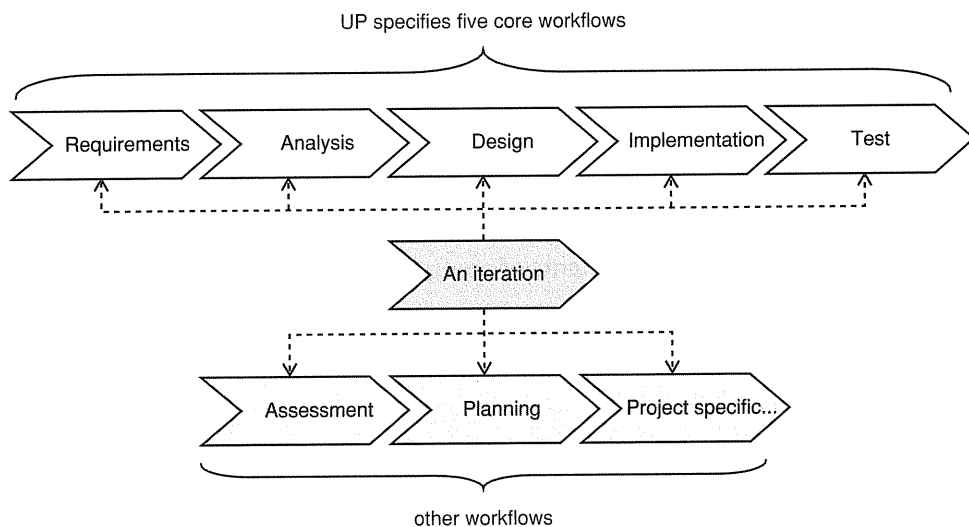 UP specifies five core workflows
Requirements
Analysis
Design
Implementation
Test
An iteration
Assessment
Planning
Project specific...
other workflows